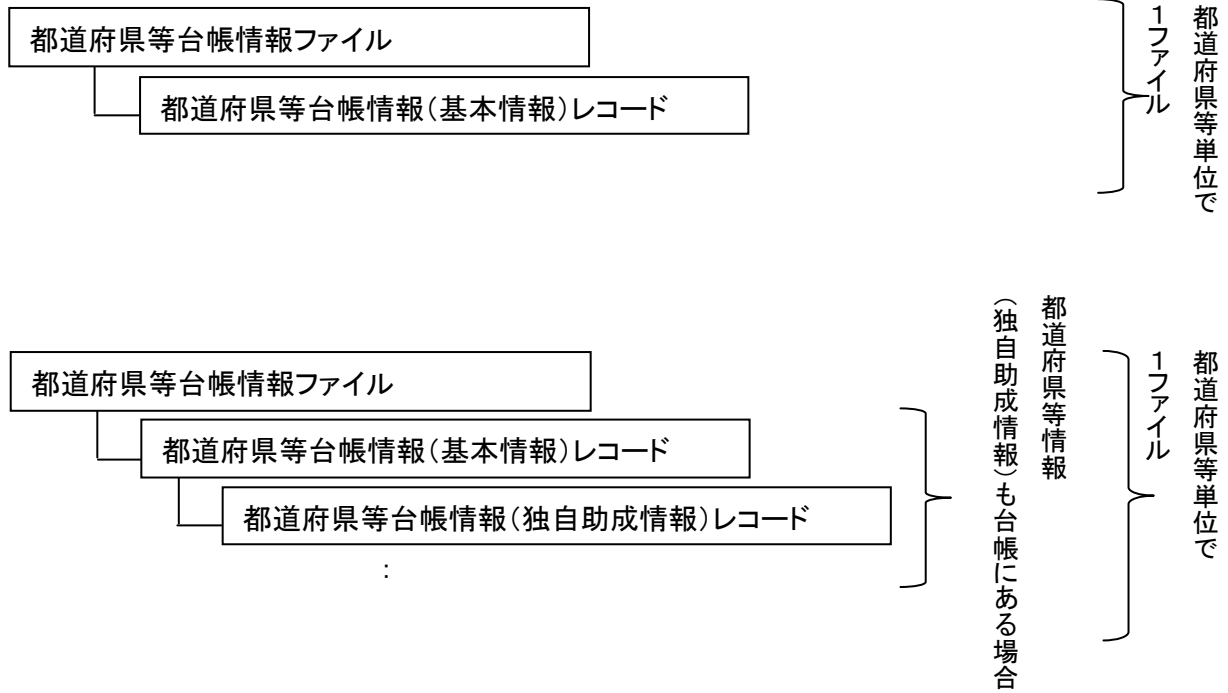 都道府県等台帳情報ファイル
都道府県等台帳情報(基本情報)レコード
都道府県等単位で
1ファイル
都道府県等台帳情報ファイル
都道府県等台帳情報(基本情報)レコード
都道府県等台帳情報(独自助成情報)レコード
:
都道府県等情報
(独自助成情報)も台帳にある場合
都道府県等単位で
1ファイル